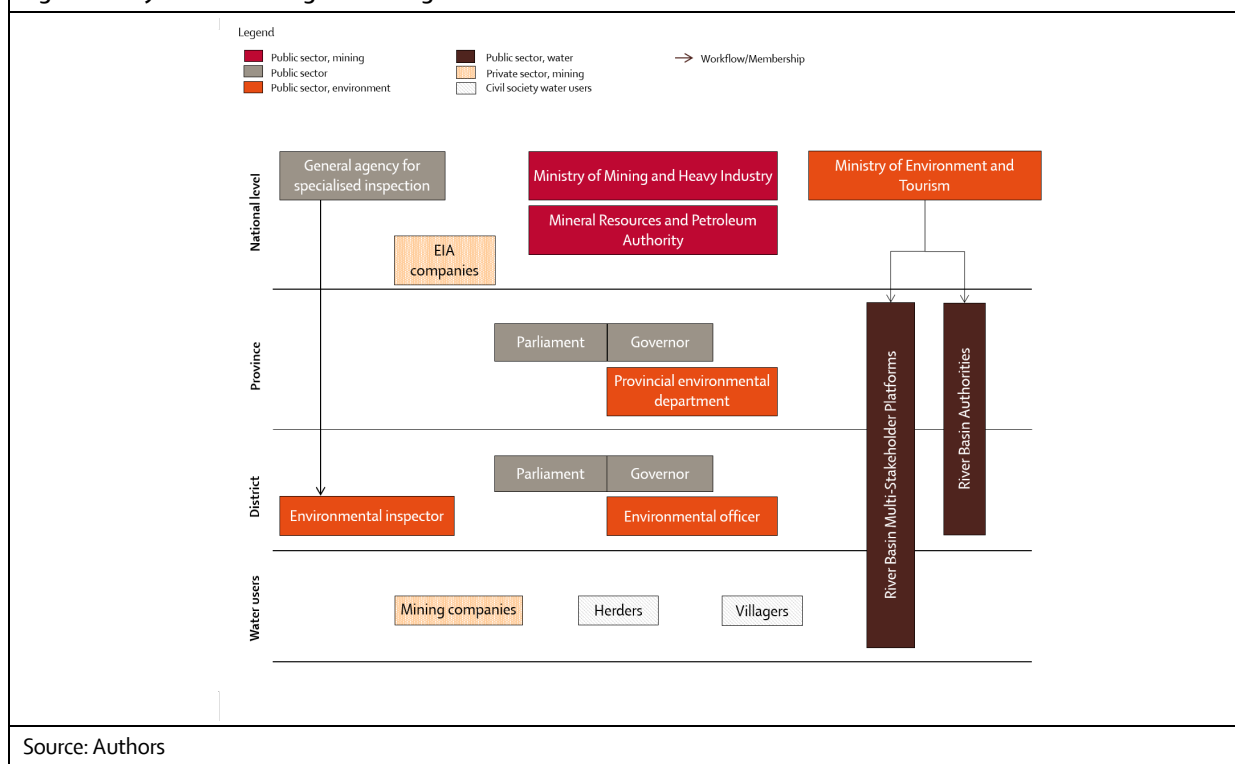 Legend
Public sector, mining
Public sector
Public sector, environment
Public sector, water
Private sector, mining
Civil society water users
Workflow/Membership
National level
General agency for
specialised inspection
Ministry of Mining and Heavy Industry
Ministry of Environment and
Tourism
Mineral Resources and Petroleum
Authority
EIA
companies
Province
Parliament
Governor
Provincial environmental
department
River Basin Multi-Stakeholder Platforms
River Basin Authorities
District
Parliament
Governor
Environmental inspector
Environmental officer
Water users
Mining companies
Herders
Villagers
Source: Authors